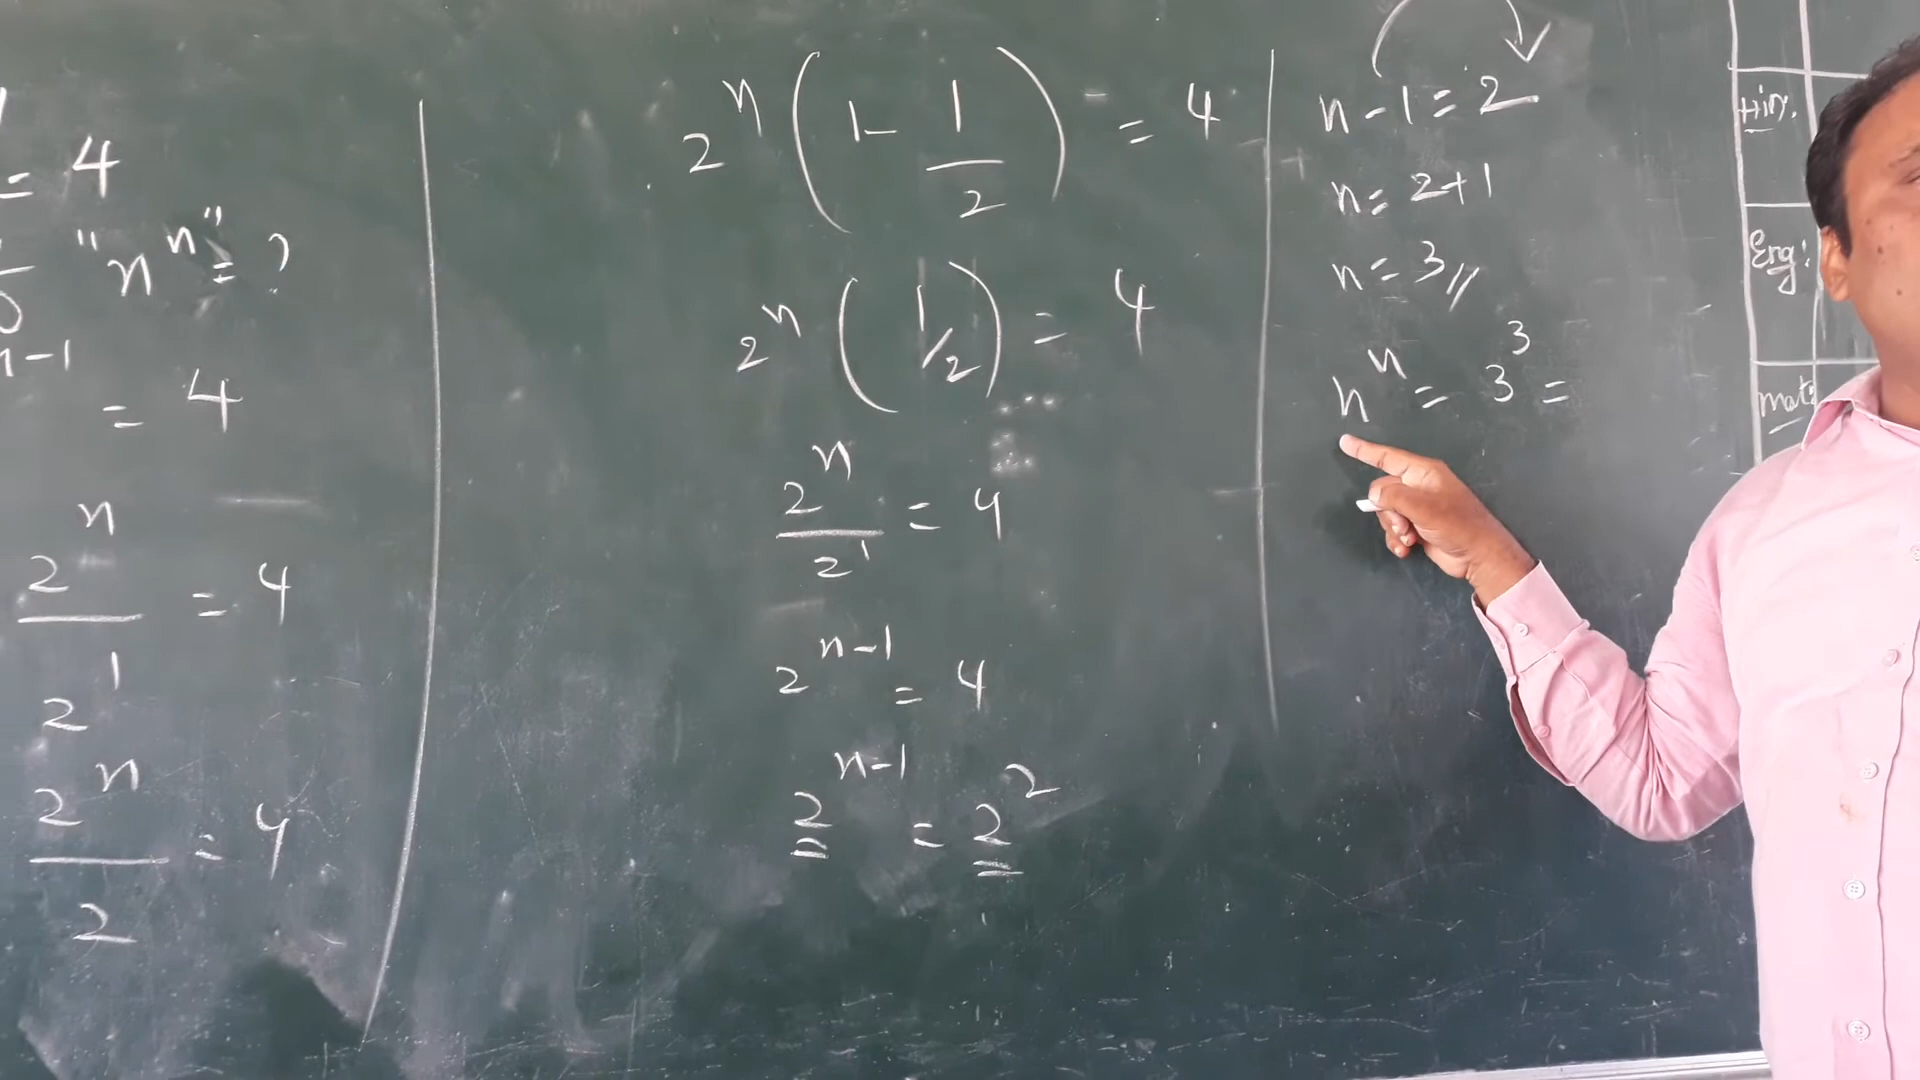 = 4
"n^n" = ?
n-1
= 4
2^n
/ 2^1 = 4
2^n
/ 2 = 4
2^n (1 - 1/2) = 4
2^n (1/2) = 4
2^n / 2^1 = 4
2^(n-1) = 4
2^(n-1) = 2^2
n - 1 = 2
n = 2 + 1
n = 3 //
n^n = 3^3 =
Hin.
Eng:
mat